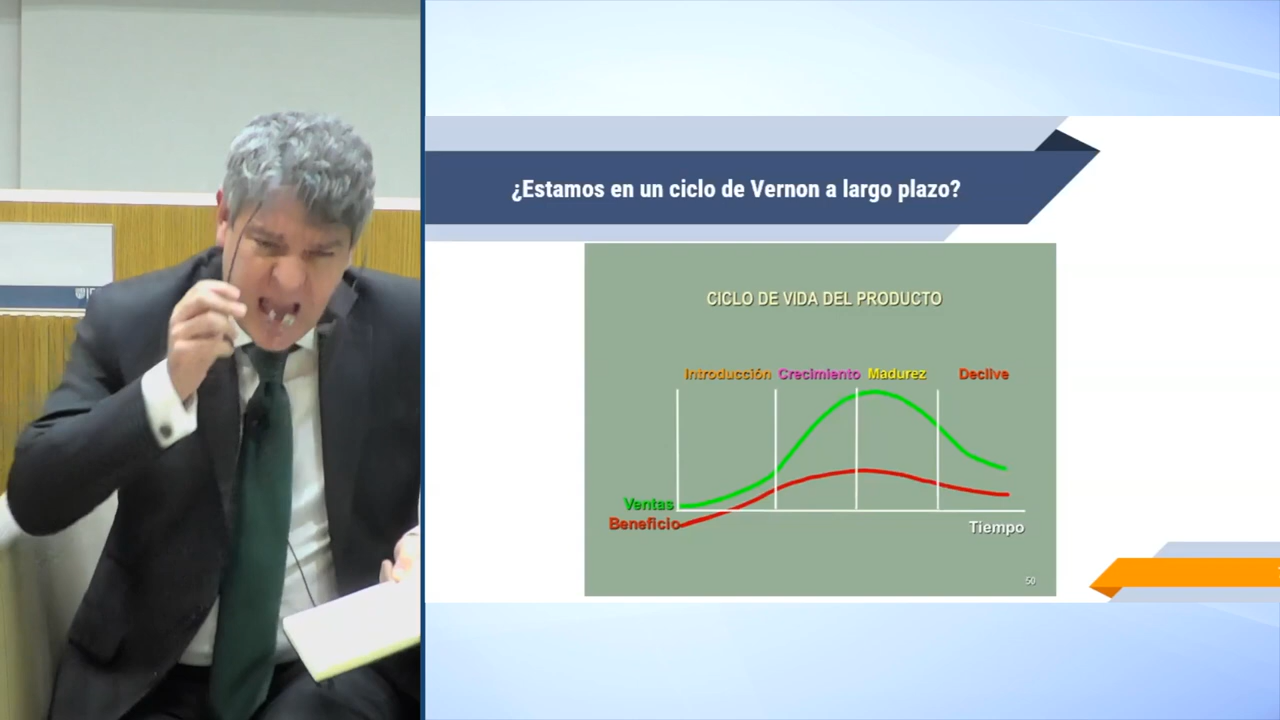 ¿Estamos en un ciclo de Vernon a largo plazo?
CICLO DE VIDA DEL PRODUCTO
Introducción Crecimiento Madurez Declive
Ventas
Beneficio
Tiempo
50